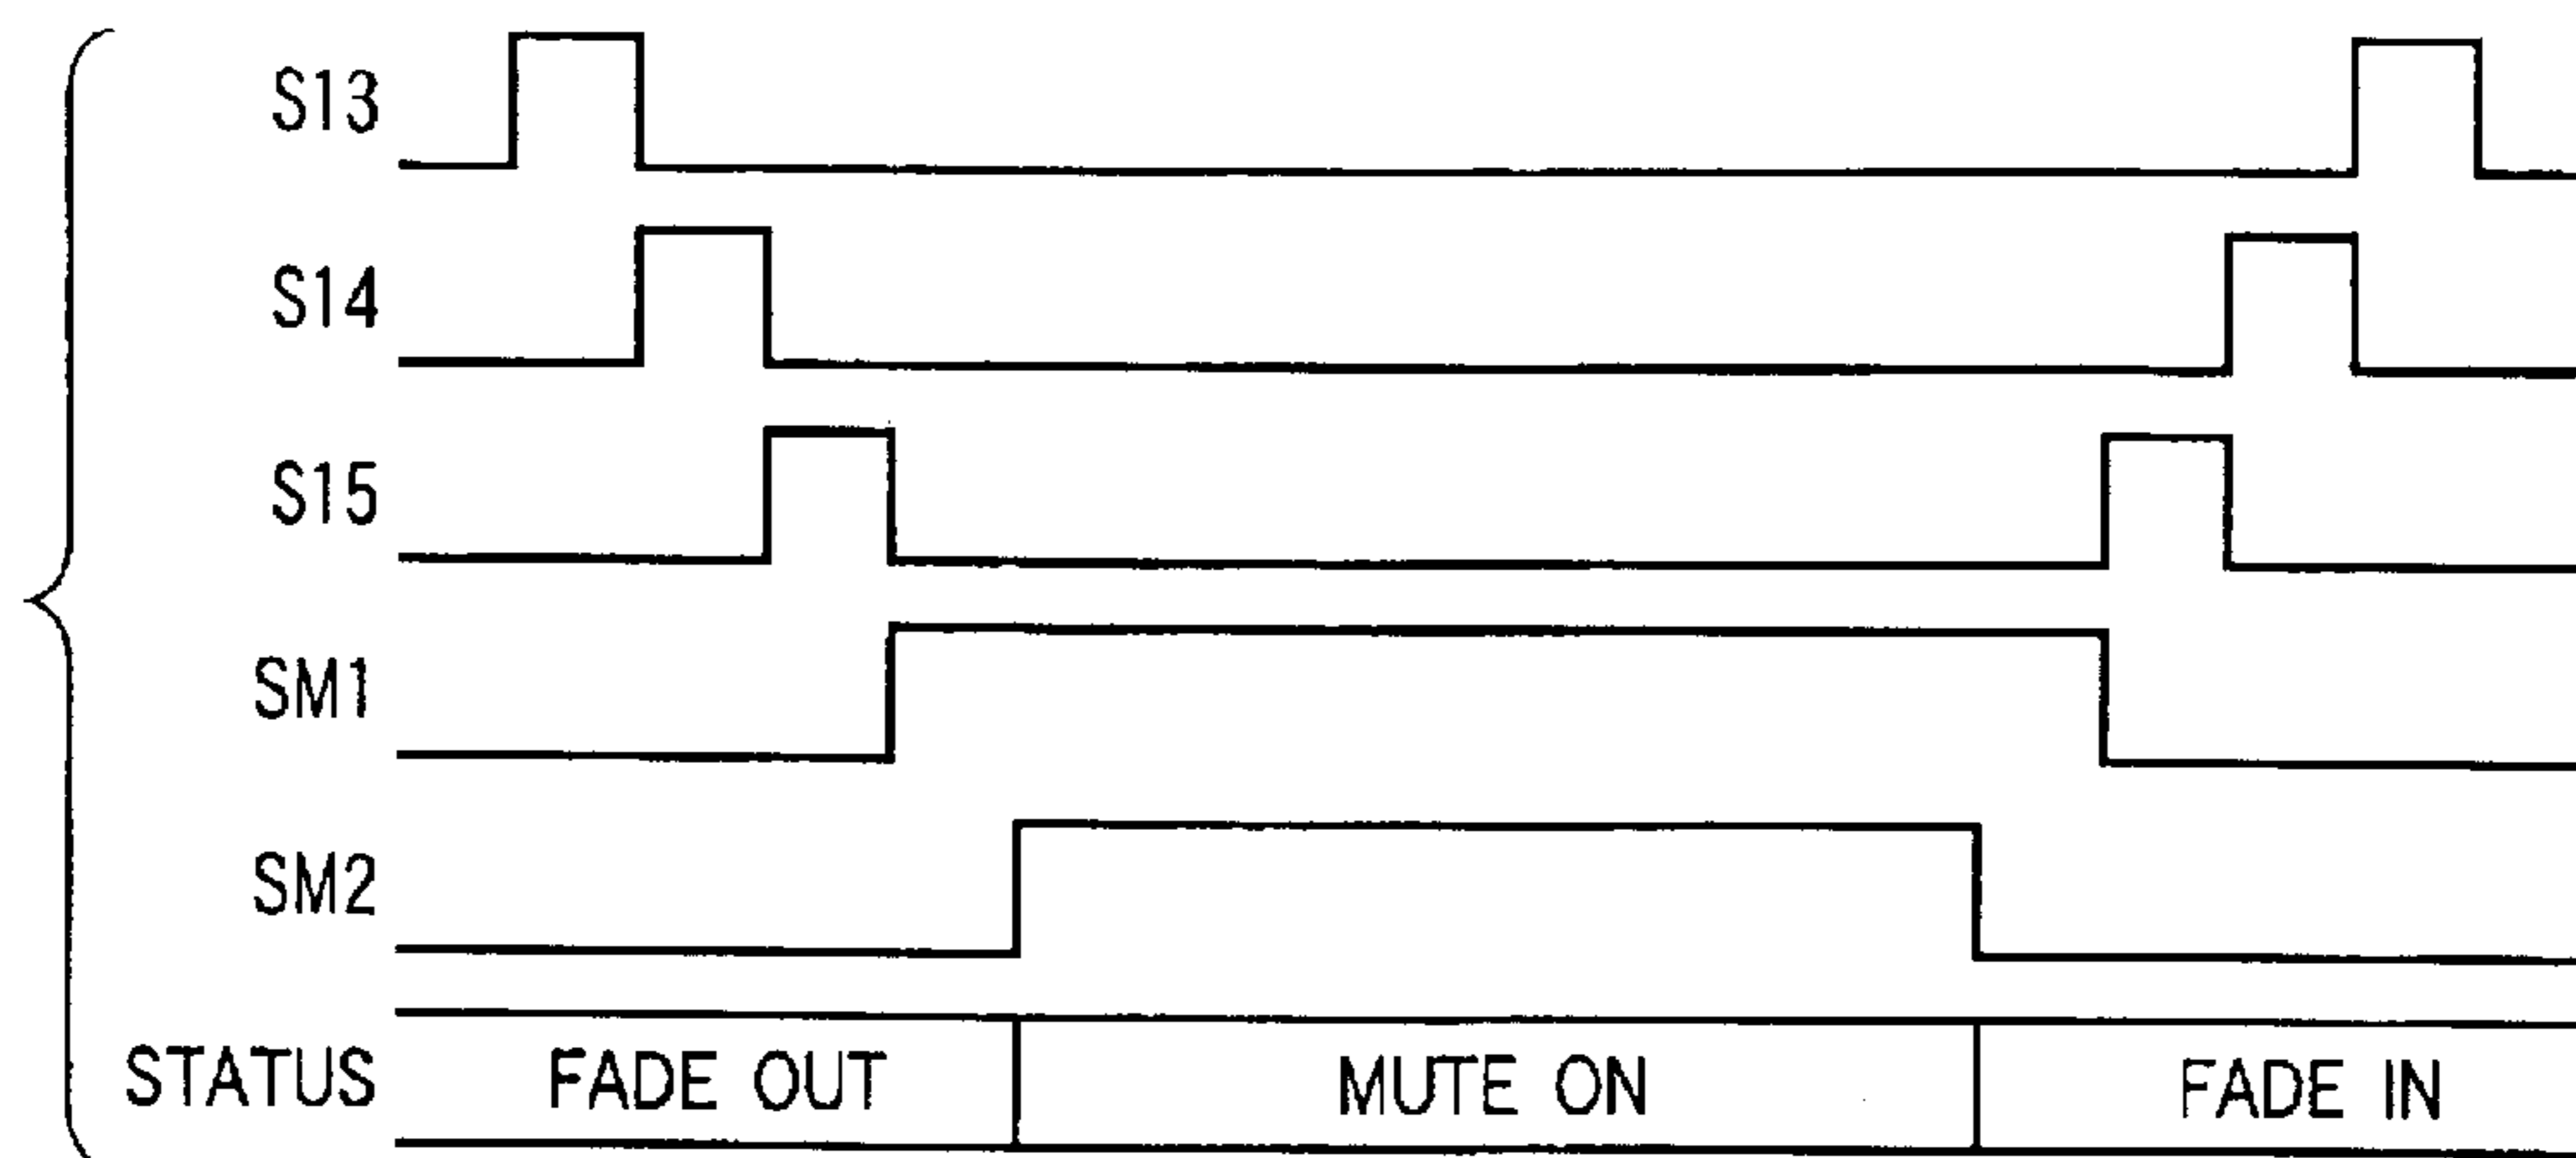 S13
S14
S15
SM1
SM2
STATUS FADE OUT MUTE ON FADE IN